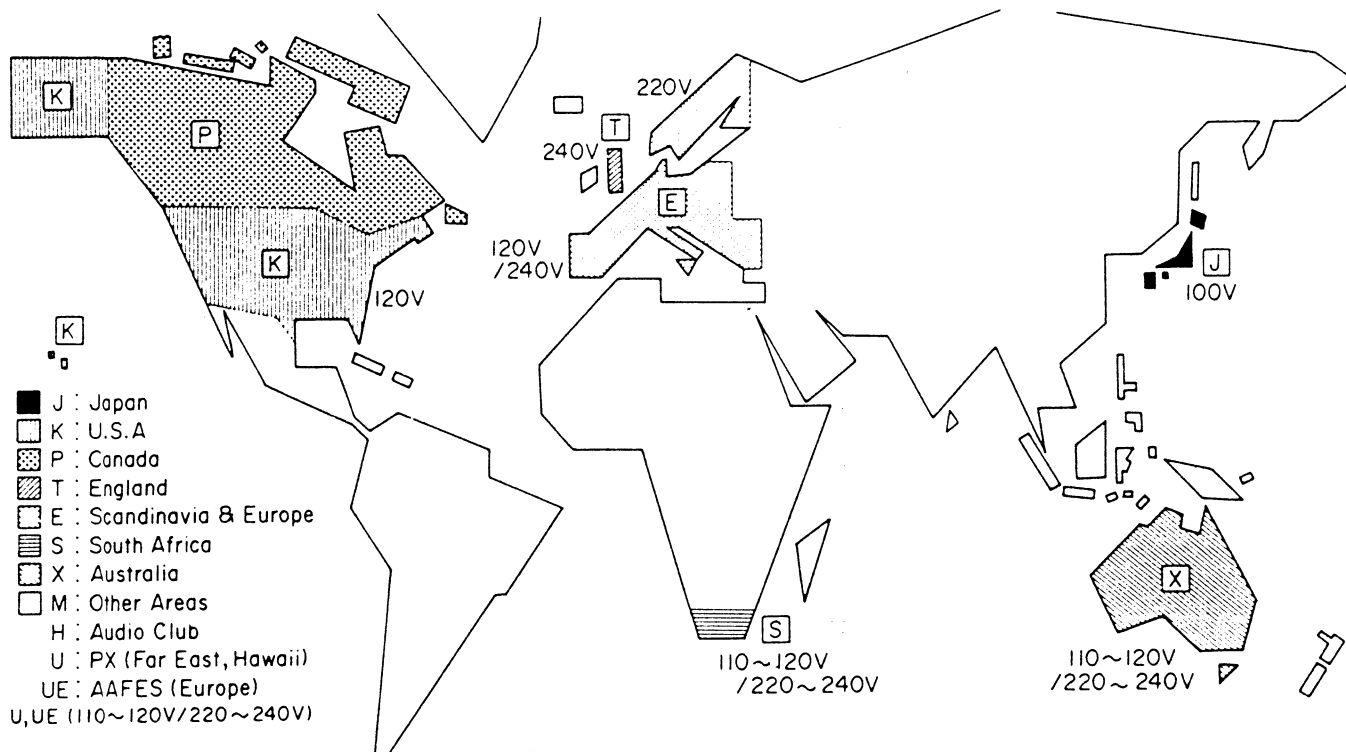 K
P
K
120V
K
220V
T
240V
E
120V
/240V
J
100V
S
110~120V
/220~240V
X
110~120V
/220~240V
J : Japan
K : U.S.A
P : Canada
T : England
E : Scandinavia & Europe
S : South Africa
X : Australia
M : Other Areas
H : Audio Club
U : PX (Far East, Hawaii)
UE : AAFES (Europe)
U,UE (110~120V/220~240V)